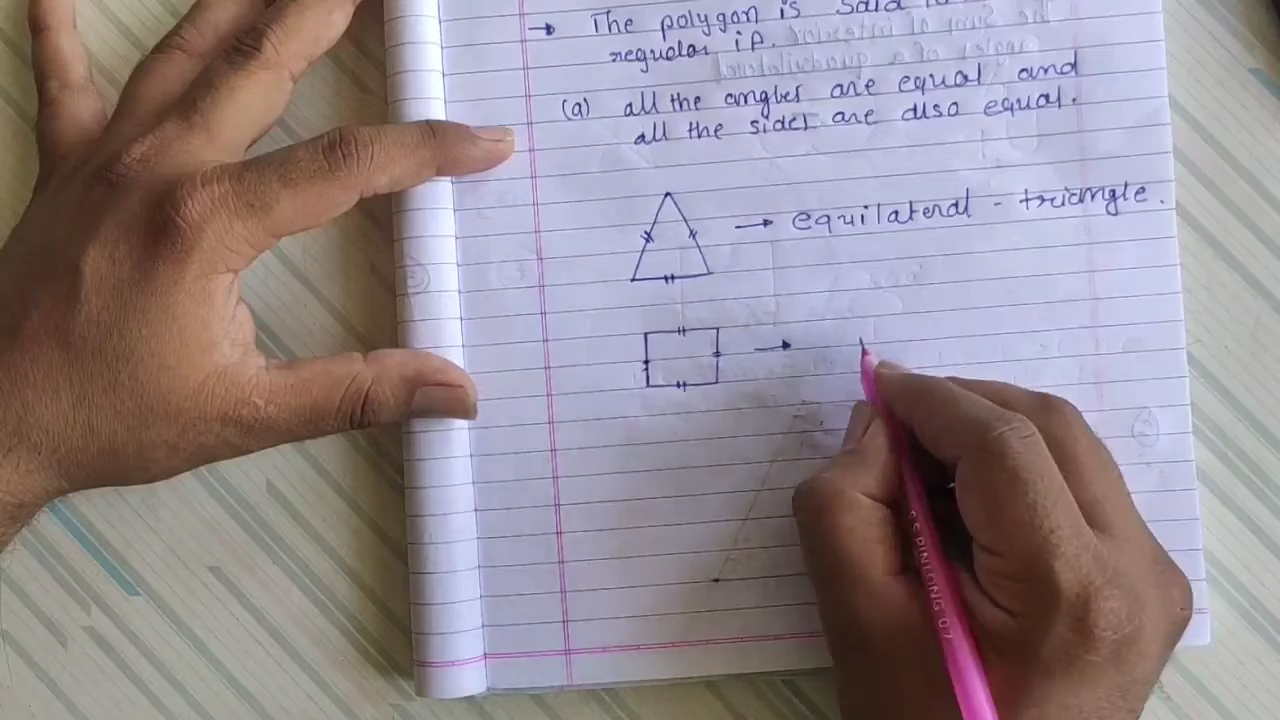 → The polygon is said
regular if.
(a) all the angles are equal and
all the sides are also equal.
→ equilateral - triangle.
→